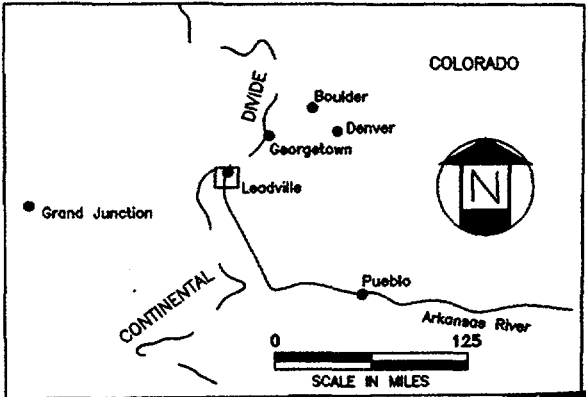 COLORADO
Boulder
DIVIDE
Denver
Georgetown
N
Leadville
Grand Junction
CONTINENTAL
Pueblo
Arkansas River
0 125
SCALE IN MILES